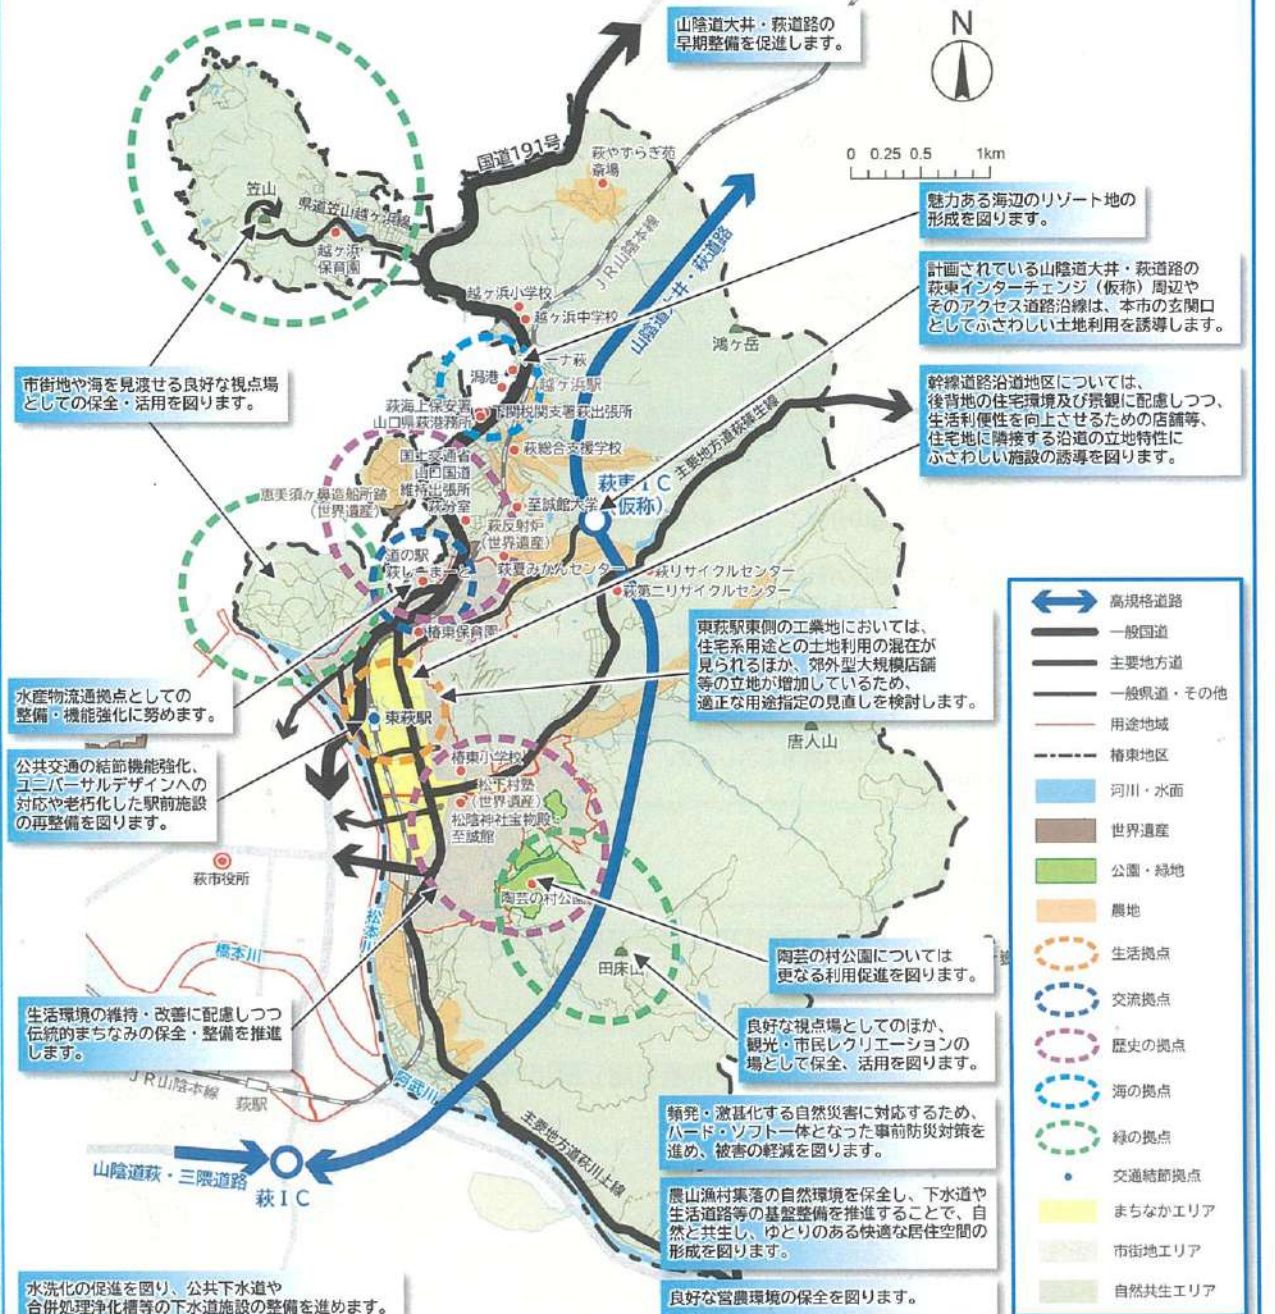 山陰道大井・萩道路の
早期整備を促進します。
N
0 0.25 0.5 1km
国道191号
萩やすらぎ苑
斎場
笠山
県道笠山越ヶ浜線
越ヶ浜
保育園
JR山陰本線
魅力ある海辺のリゾート地の
形成を図ります。
山陰道大井・萩道路
計画されている山陰道大井・萩道路の
萩東インターチェンジ（仮称）周辺や
そのアクセス道路沿線は、本市の玄関口
としてふさわしい土地利用を誘導します。
越ヶ浜小学校
越ヶ浜中学校
鴻ヶ岳
ーナ萩
潟港
越ヶ浜駅
市街地や海を見渡せる良好な視点場
としての保全・活用を図ります。
萩海上保安署
下関税関支署萩出張所
山口県萩港務所
幹線道路沿道地区については、
後背地の住宅環境及び景観に配慮しつつ、
生活利便性を向上させるための店舗等、
住宅地に隣接する沿道の立地特性に
ふさわしい施設の誘導を図ります。
主要地方道萩篠生線
萩総合支援学校
国土交通省
山口国道
維持出張所
萩分室
恵美須ヶ鼻造船所跡
（世界遺産）
至誠館大学
萩東IC
（仮称）
萩反射炉
（世界遺産）
道の駅
萩しーまーと
萩夏みかんセンター
萩リサイクルセンター
萩第二リサイクルセンター
椿東保育園
東萩駅東側の工業地においては、
住宅系用途との土地利用の混在が
見られるほか、郊外型大規模店舗
等の立地が増加しているため、
適正な用途指定の見直しを検討します。
水産物流通拠点としての
整備・機能強化に努めます。
東萩駅
唐人山
公共交通の結節機能強化、
ユニバーサルデザインへの
対応や老朽化した駅前施設
の再整備を図ります。
椿東小学校
松下村塾
（世界遺産）
松陰神社宝物殿
至誠館
萩市役所
陶芸の村公園
松本川
橋本川
田床山
陶芸の村公園については
更なる利用促進を図ります。
生活環境の維持・改善に配慮しつつ
伝統的まちなみの保全・整備を推進
します。
良好な視点場としてのほか、
観光・市民レクリエーションの
場として保全、活用を図ります。
JR山陰本線
萩駅
阿武川
主要地方道萩川上線
頻発・激甚化する自然災害に対応するため、
ハード・ソフト一体となった事前防災対策を
進め、被害の軽減を図ります。
山陰道萩・三隅道路
萩IC
農山漁村集落の自然環境を保全し、下水道や
生活道路等の基盤整備を推進することで、自
然と共生し、ゆとりのある快適な居住空間の
形成を図ります。
水洗化の促進を図り、公共下水道や
合併処理浄化槽等の下水道施設の整備を進めます。
良好な営農環境の保全を図ります。
高規格道路
一般国道
主要地方道
一般県道・その他
用途地域
椿東地区
河川・水面
世界遺産
公園・緑地
農地
生活拠点
交流拠点
歴史の拠点
海の拠点
緑の拠点
交通結節拠点
まちなかエリア
市街地エリア
自然共生エリア